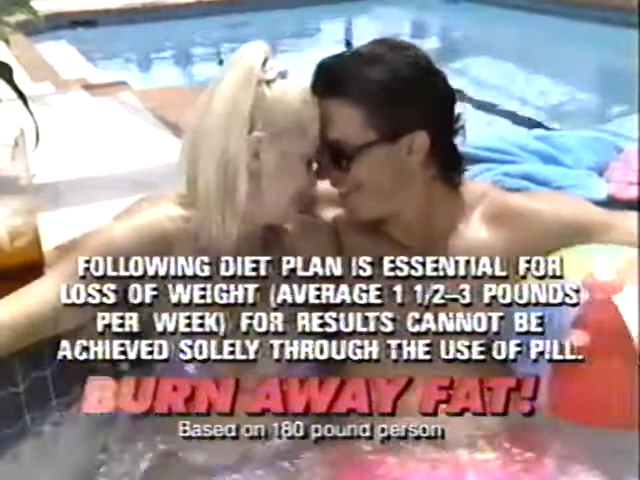 FOLLOWING DIET PLAN IS ESSENTIAL FOR
LOSS OF WEIGHT (AVERAGE 1 1/2-3 POUNDS
PER WEEK) FOR RESULTS CANNOT BE
ACHIEVED SOLELY THROUGH THE USE OF PILL.
BURN AWAY FAT!
Based on 180 pound person